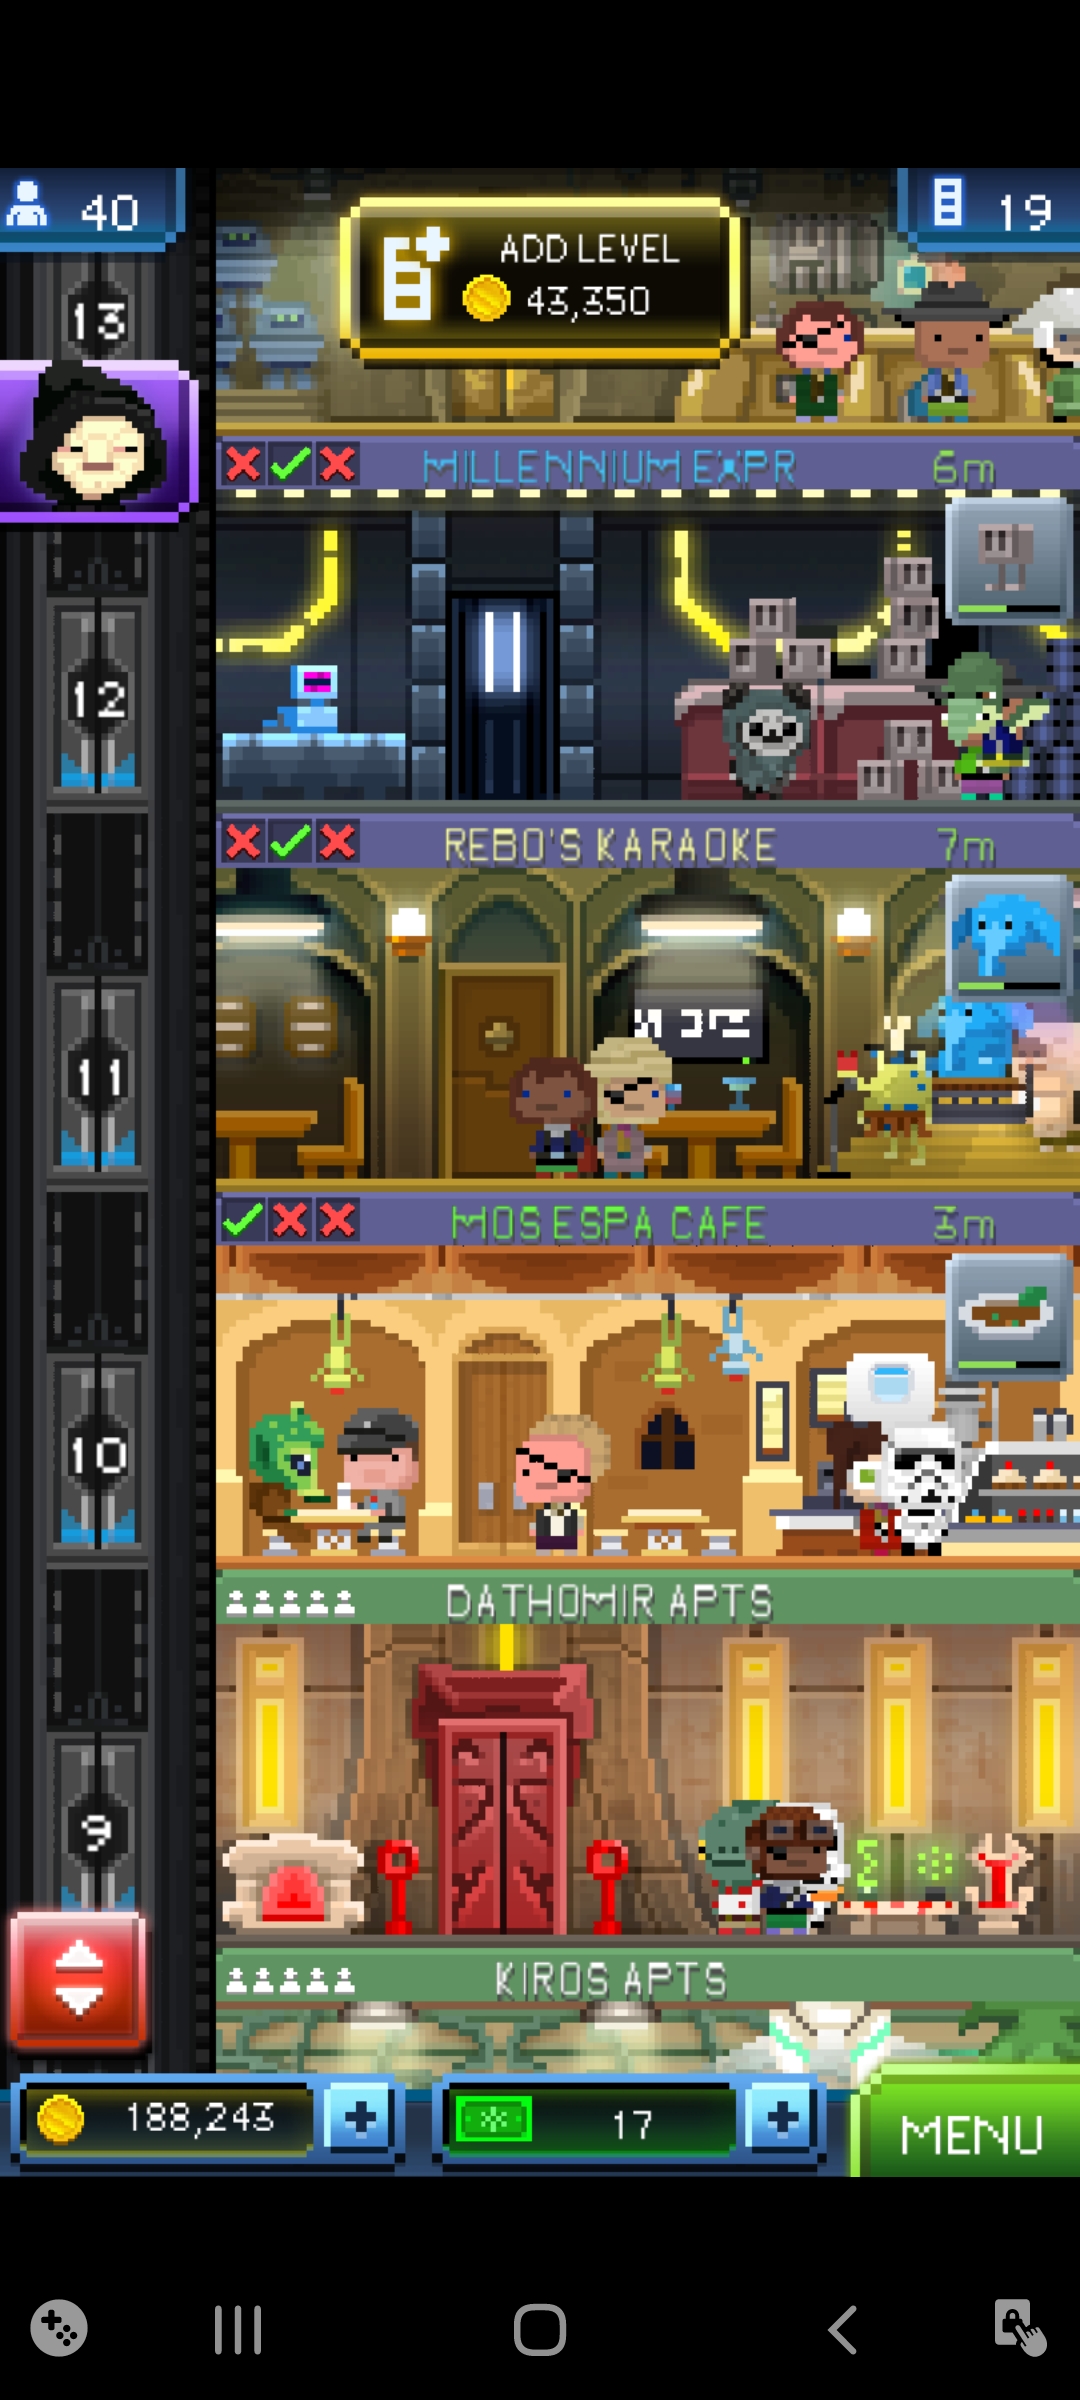 40
ADD LEVEL
43,350
19
13
MILLENNIUM EXPR
6m
12
REBO'S KARAOKE
7m
11
MOS ESPA CAFE
3m
10
DATHOMIR APTS
9
KIROS APTS
188,243
+
17
+
MENU